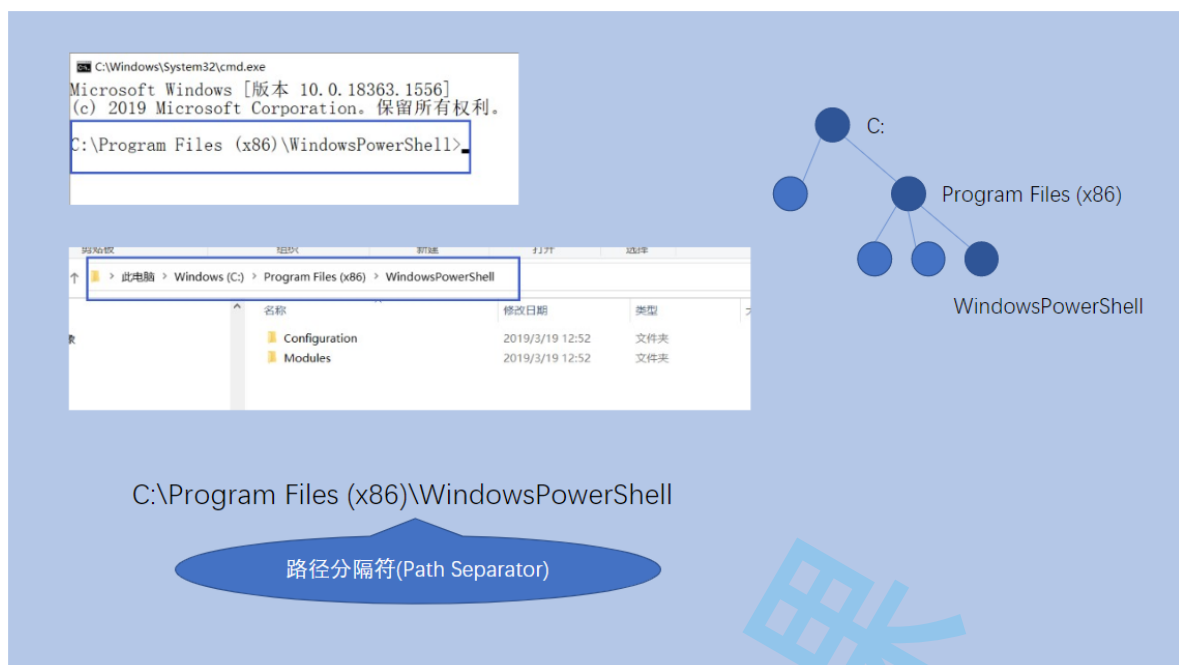 C:\Windows\System32\cmd.exe
Microsoft Windows [版本 10.0.18363.1556]
(c) 2019 Microsoft Corporation。保留所有权利。
C:\Program Files (x86)\WindowsPowerShell>
C:
Program Files (x86)
WindowsPowerShell
剪贴板 组织 新建 打开 选择
此电脑 > Windows (C:) > Program Files (x86) > WindowsPowerShell
名称 修改日期 类型
Configuration 2019/3/19 12:52 文件夹
Modules 2019/3/19 12:52 文件夹
C:\Program Files (x86)\WindowsPowerShell
路径分隔符(Path Separator)